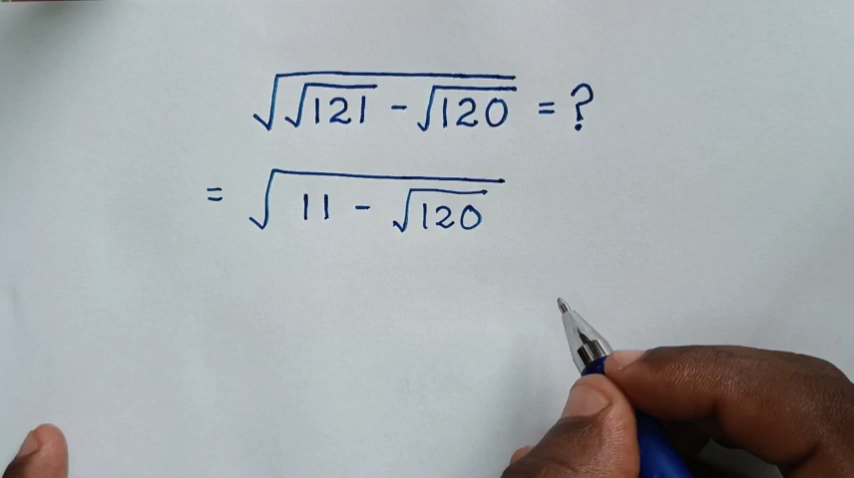 √(√121 - √120) = ?
= √(11 - √120)